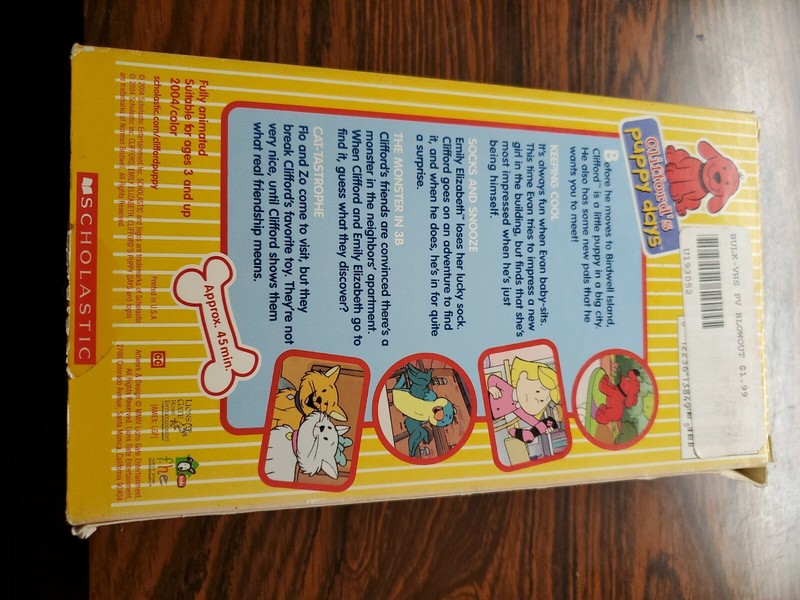 Clifford's
puppy days
BULK-VHS PV BLOWOUT $1.99
U193052
Before he moves to Birdwell Island,
Clifford™ is a little puppy in a big city.
He also has some new pals that he
wants you to meet!
KEEPING COOL
It's always fun when Evan baby-sits.
This time Evan tries to impress a new
girl in the building, but finds that she's
most impressed when he's just
being himself.
SOCKS AND SNOOZE
Emily Elizabeth™ loses her lucky sock.
Clifford goes on an adventure to find
it, and when he does, he's in for quite
a surprise.
THE MONSTER IN 3B
Clifford's friends are convinced there's a
monster in the neighbors' apartment.
When Clifford and Emily Elizabeth go to
find it, guess what they discover?
CAT-TASTROPHE
Flo and Zo come to visit, but they
break Clifford's favorite toy. They're not
very nice, until Clifford shows them
what real friendship means.
Fully animated
Suitable for ages 3 and up
2004/color
scholastic.com/cliffordpuppy
Approx. 45 min.
Printed in U.S.A.
CC
LIONS GATE
HOME
fhe
SCHOLASTIC